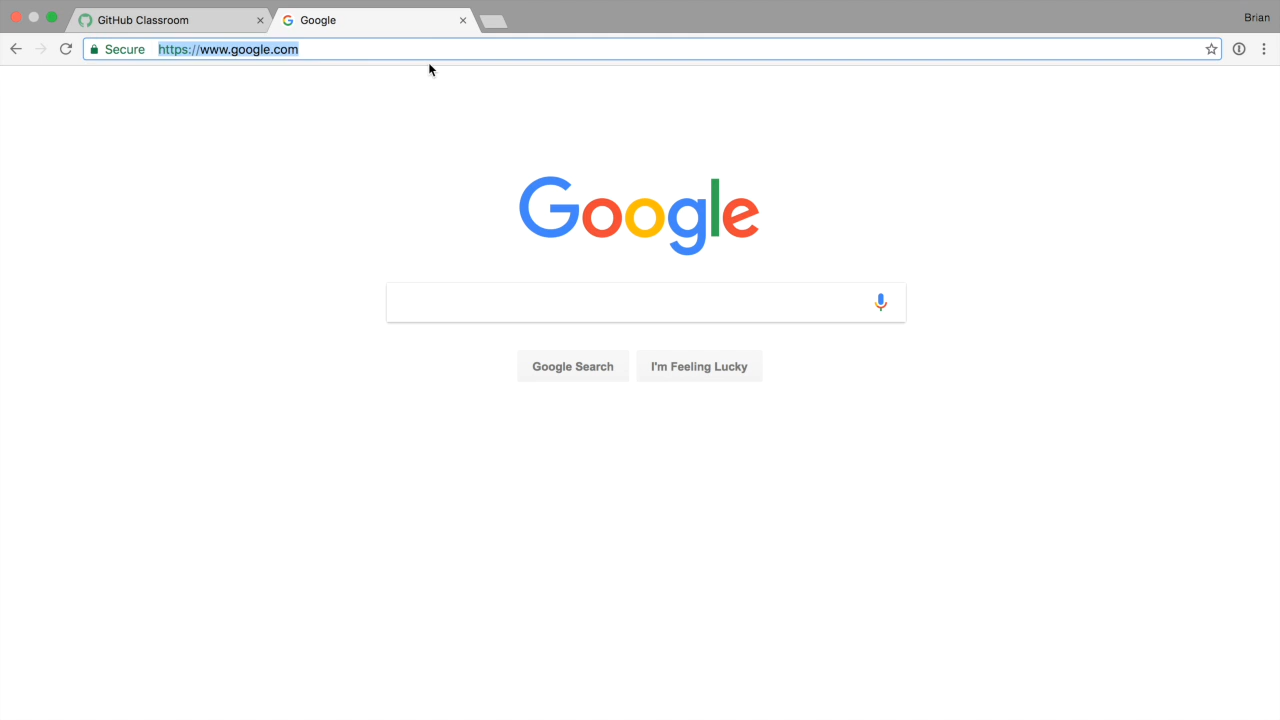 GitHub Classroom
Google
Brian
Secure https://www.google.com
Google
Google Search
I'm Feeling Lucky